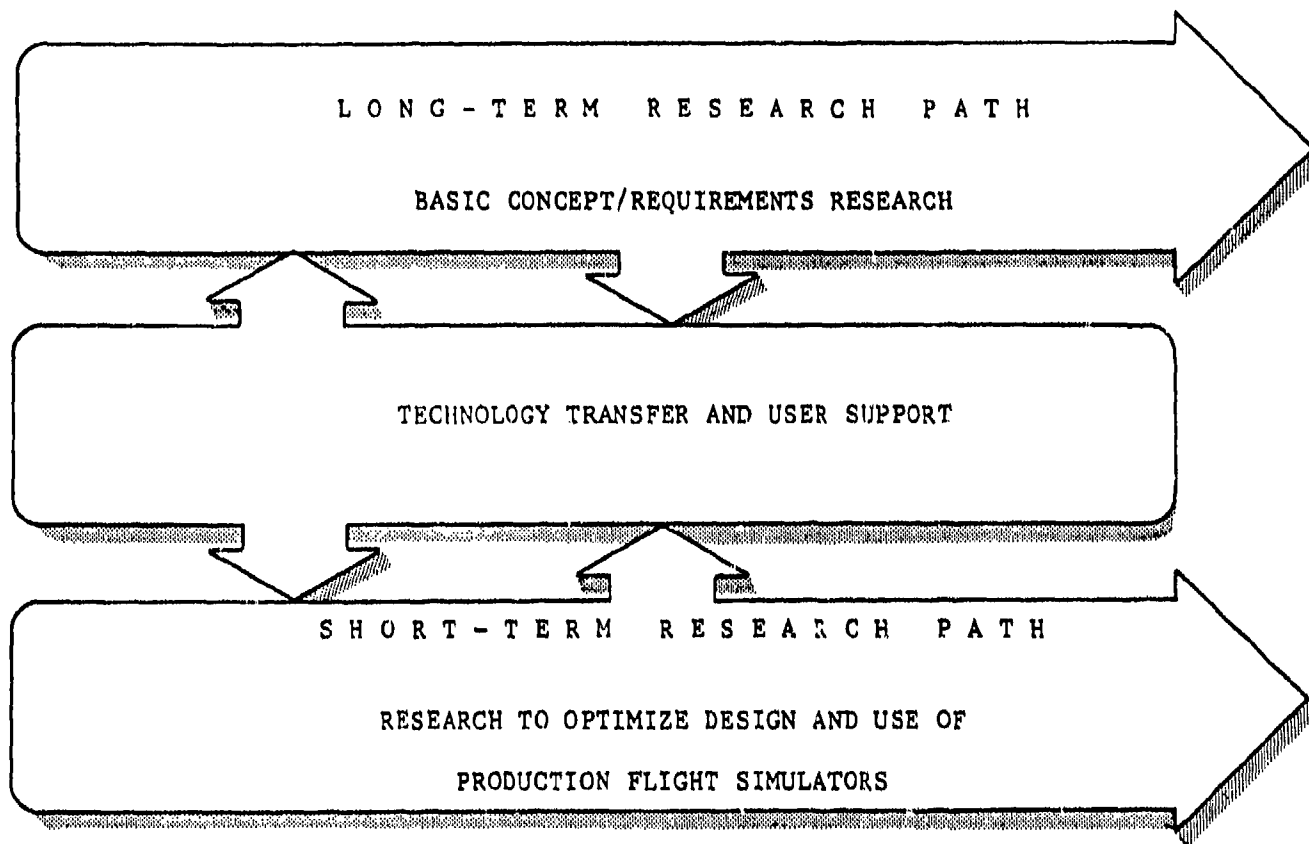 LONG-TERM RESEARCH PATH
BASIC CONCEPT/REQUIREMENTS RESEARCH
TECHNOLOGY TRANSFER AND USER SUPPORT
SHORT-TERM RESEARCH PATH
RESEARCH TO OPTIMIZE DESIGN AND USE OF
PRODUCTION FLIGHT SIMULATORS